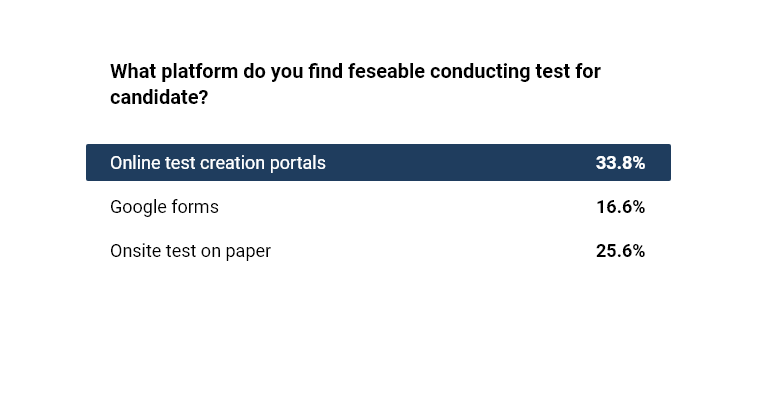 What platform do you find feseable conducting test for
candidate?
Online test creation portals 33.8%
Google forms 16.6%
Onsite test on paper 25.6%